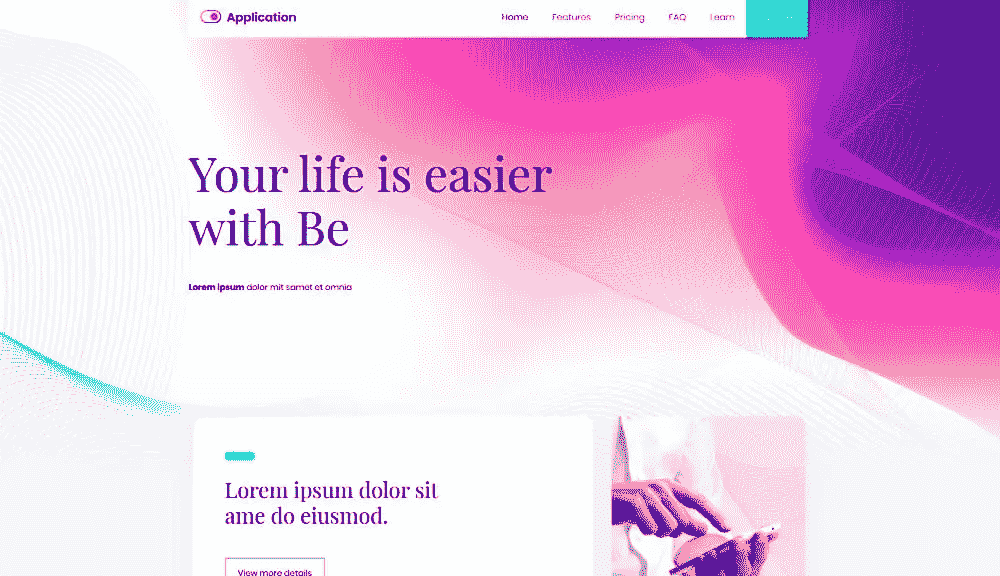 Application
Home Features Pricing FAQ Learn
Your life is easier
with Be
Lorem ipsum dolor mit samet et omnia
Lorem ipsum dolor sit
ame do eiusmod.
View more details